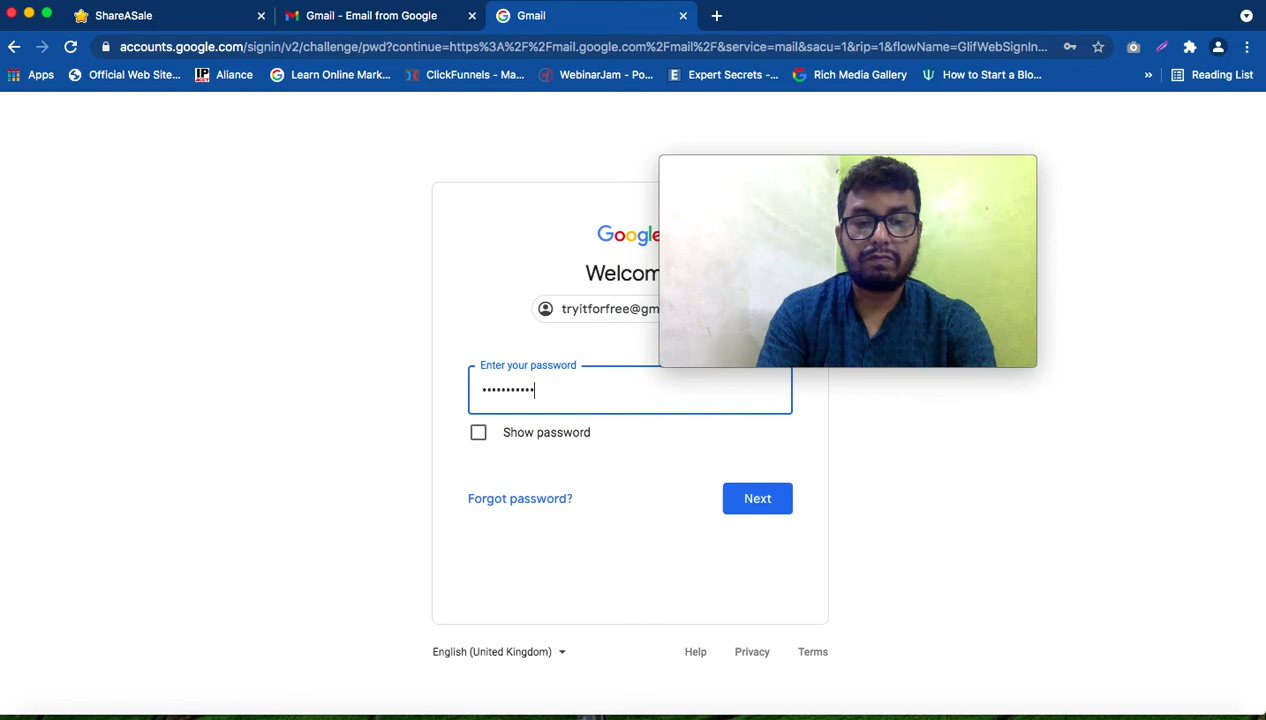 ShareASale
Gmail - Email from Google
Gmail
accounts.google.com/signin/v2/challenge/pwd?continue=https%3A%2F%2Fmail.google.com%2Fmail%2F&service=mail&sacu=1&rip=1&flowName=GlifWebSignIn...
Apps
Official Web Site...
IP ACCT
Aliance
Learn Online Mark...
ClickFunnels - Ma...
WebinarJam - Po...
E
Expert Secrets -...
Rich Media Gallery
How to Start a Blo...
»
Reading List
Google
Welcom
tryitforfree@gm
Enter your password
•••••••••••
Show password
Forgot password?
Next
English (United Kingdom)
Help
Privacy
Terms